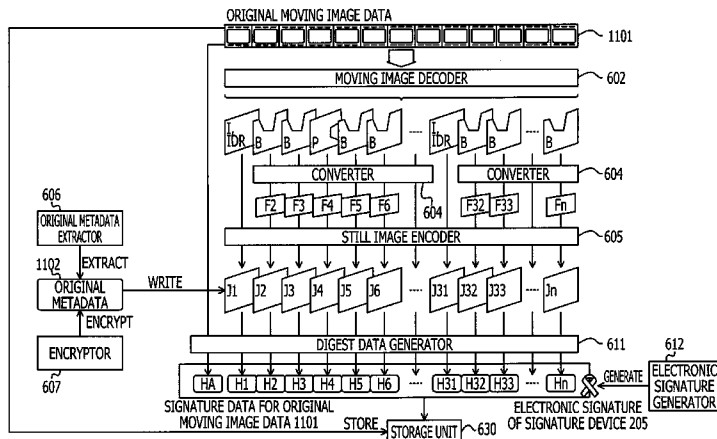 ORIGINAL MOVING IMAGE DATA
1101
MOVING IMAGE DECODER
602
IDR B B P B B IDR B B B
CONVERTER
CONVERTER
604
604
606
F2 F3 F4 F5 F6 F32 F33 Fn
ORIGINAL METADATA
EXTRACTOR
STILL IMAGE ENCODER
605
EXTRACT
1102
ORIGINAL
METADATA
WRITE
J1 J2 J3 J4 J5 J6 J31 J32 J33 Jn
ENCRYPT
ENCRYPTOR
607
DIGEST DATA GENERATOR
611
612
HA H1 H2 H3 H4 H5 H6 H31 H32 H33 Hn
GENERATE
ELECTRONIC
SIGNATURE
GENERATOR
SIGNATURE DATA FOR ORIGINAL
MOVING IMAGE DATA 1101
ELECTRONIC SIGNATURE
OF SIGNATURE DEVICE 205
STORE
STORAGE UNIT
630